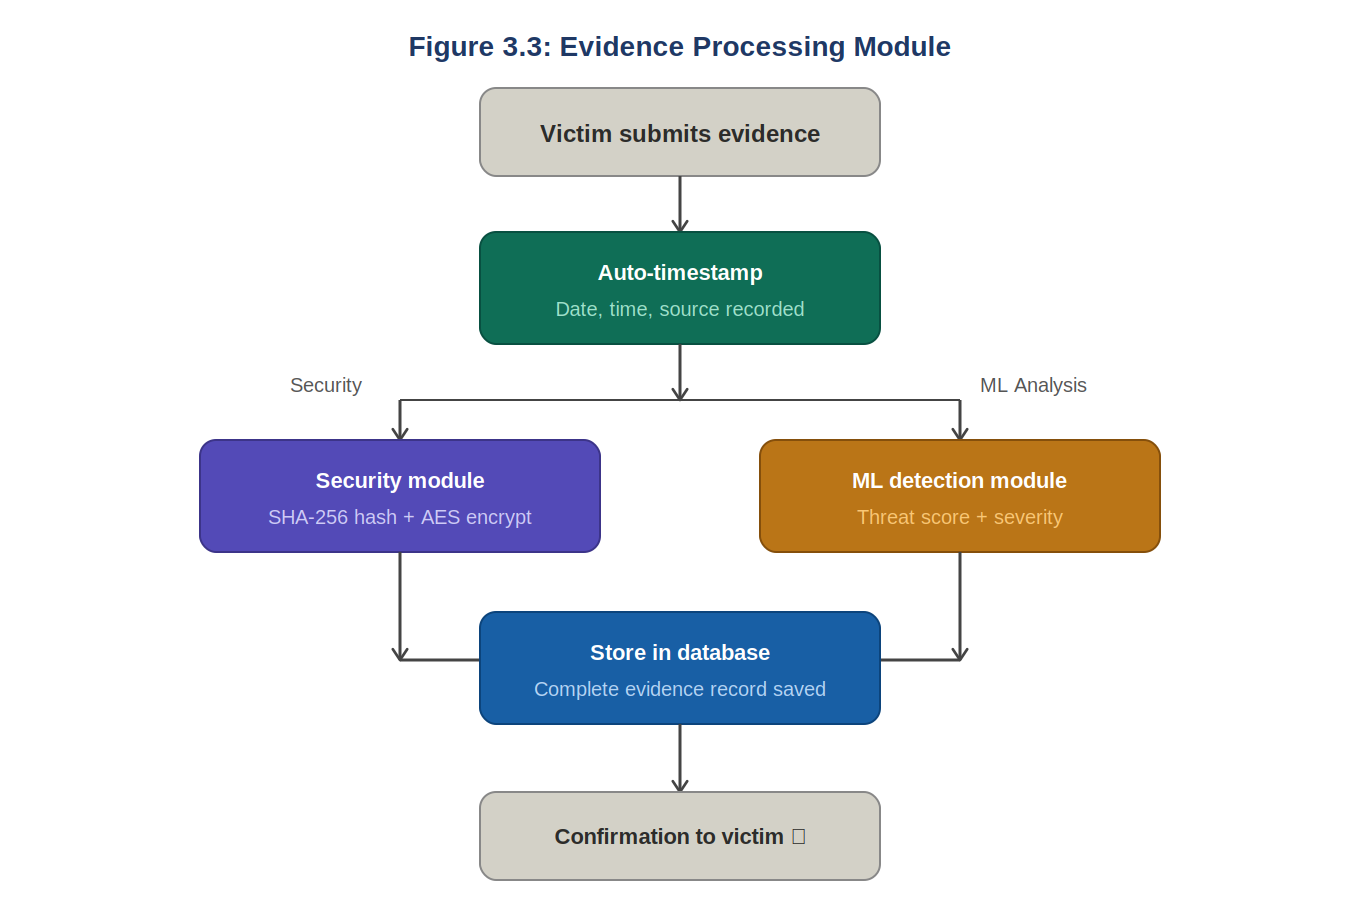 Figure 3.3: Evidence Processing Module
Victim submits evidence
Auto-timestamp
Date, time, source recorded
Security
ML Analysis
Security module
SHA-256 hash + AES encrypt
ML detection module
Threat score + severity
Store in database
Complete evidence record saved
Confirmation to victim